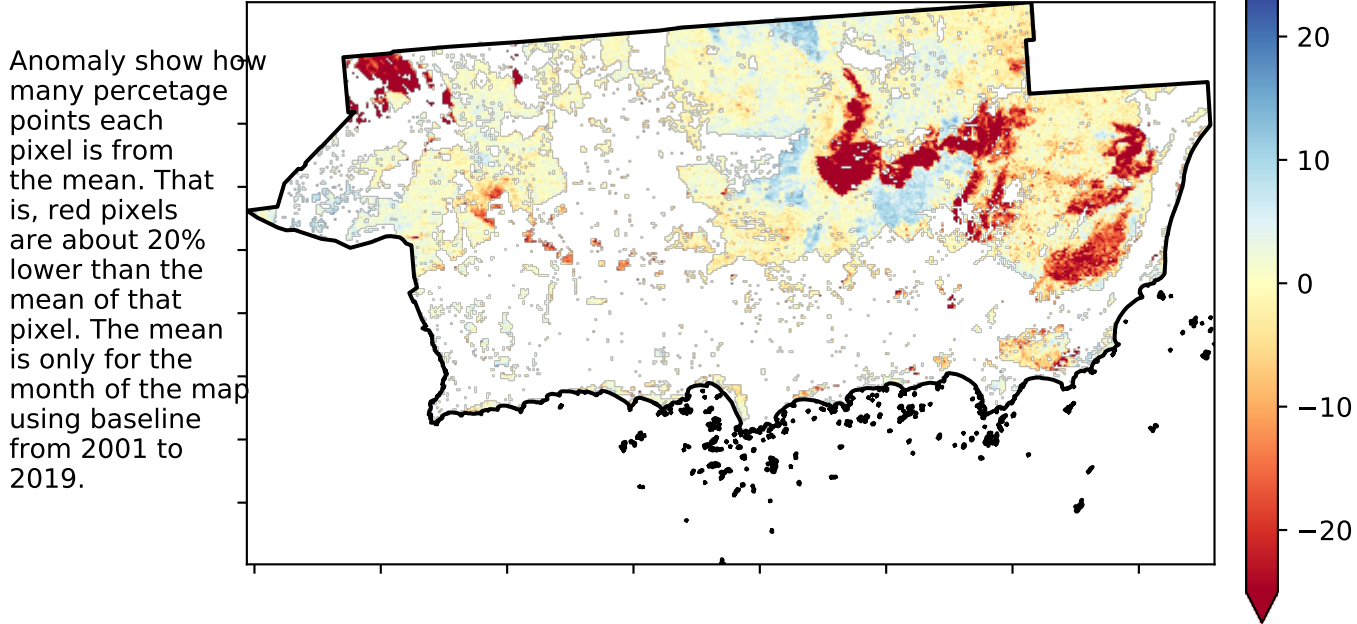 Anomaly show how
many percetage
points each
pixel is from
the mean. That
is, red pixels
are about 20%
lower than the
mean of that
pixel. The mean
is only for the
month of the map
using baseline
from 2001 to
2019.
20
10
0
−10
−20